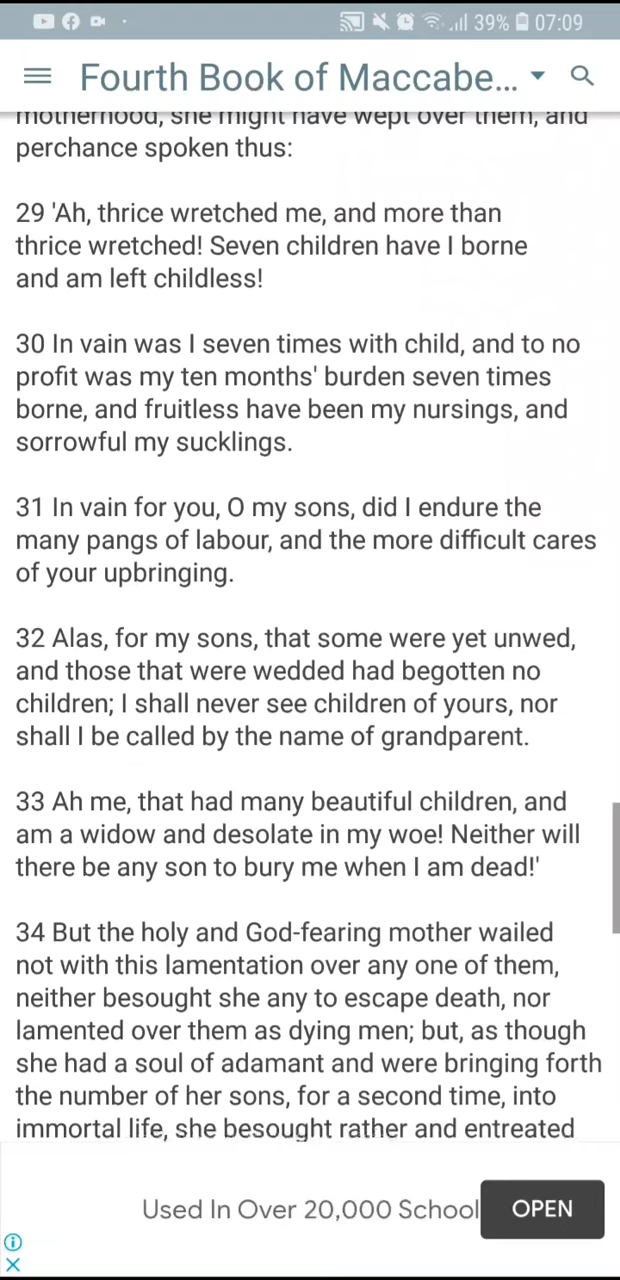 39% 07:09
Fourth Book of Maccabe...
motherhood, she might have wept over them, and
perchance spoken thus:
29 'Ah, thrice wretched me, and more than
thrice wretched! Seven children have I borne
and am left childless!
30 In vain was I seven times with child, and to no
profit was my ten months' burden seven times
borne, and fruitless have been my nursings, and
sorrowful my sucklings.
31 In vain for you, O my sons, did I endure the
many pangs of labour, and the more difficult cares
of your upbringing.
32 Alas, for my sons, that some were yet unwed,
and those that were wedded had begotten no
children; I shall never see children of yours, nor
shall I be called by the name of grandparent.
33 Ah me, that had many beautiful children, and
am a widow and desolate in my woe! Neither will
there be any son to bury me when I am dead!'
34 But the holy and God-fearing mother wailed
not with this lamentation over any one of them,
neither besought she any to escape death, nor
lamented over them as dying men; but, as though
she had a soul of adamant and were bringing forth
the number of her sons, for a second time, into
immortal life, she besought rather and entreated
Used In Over 20,000 School
OPEN